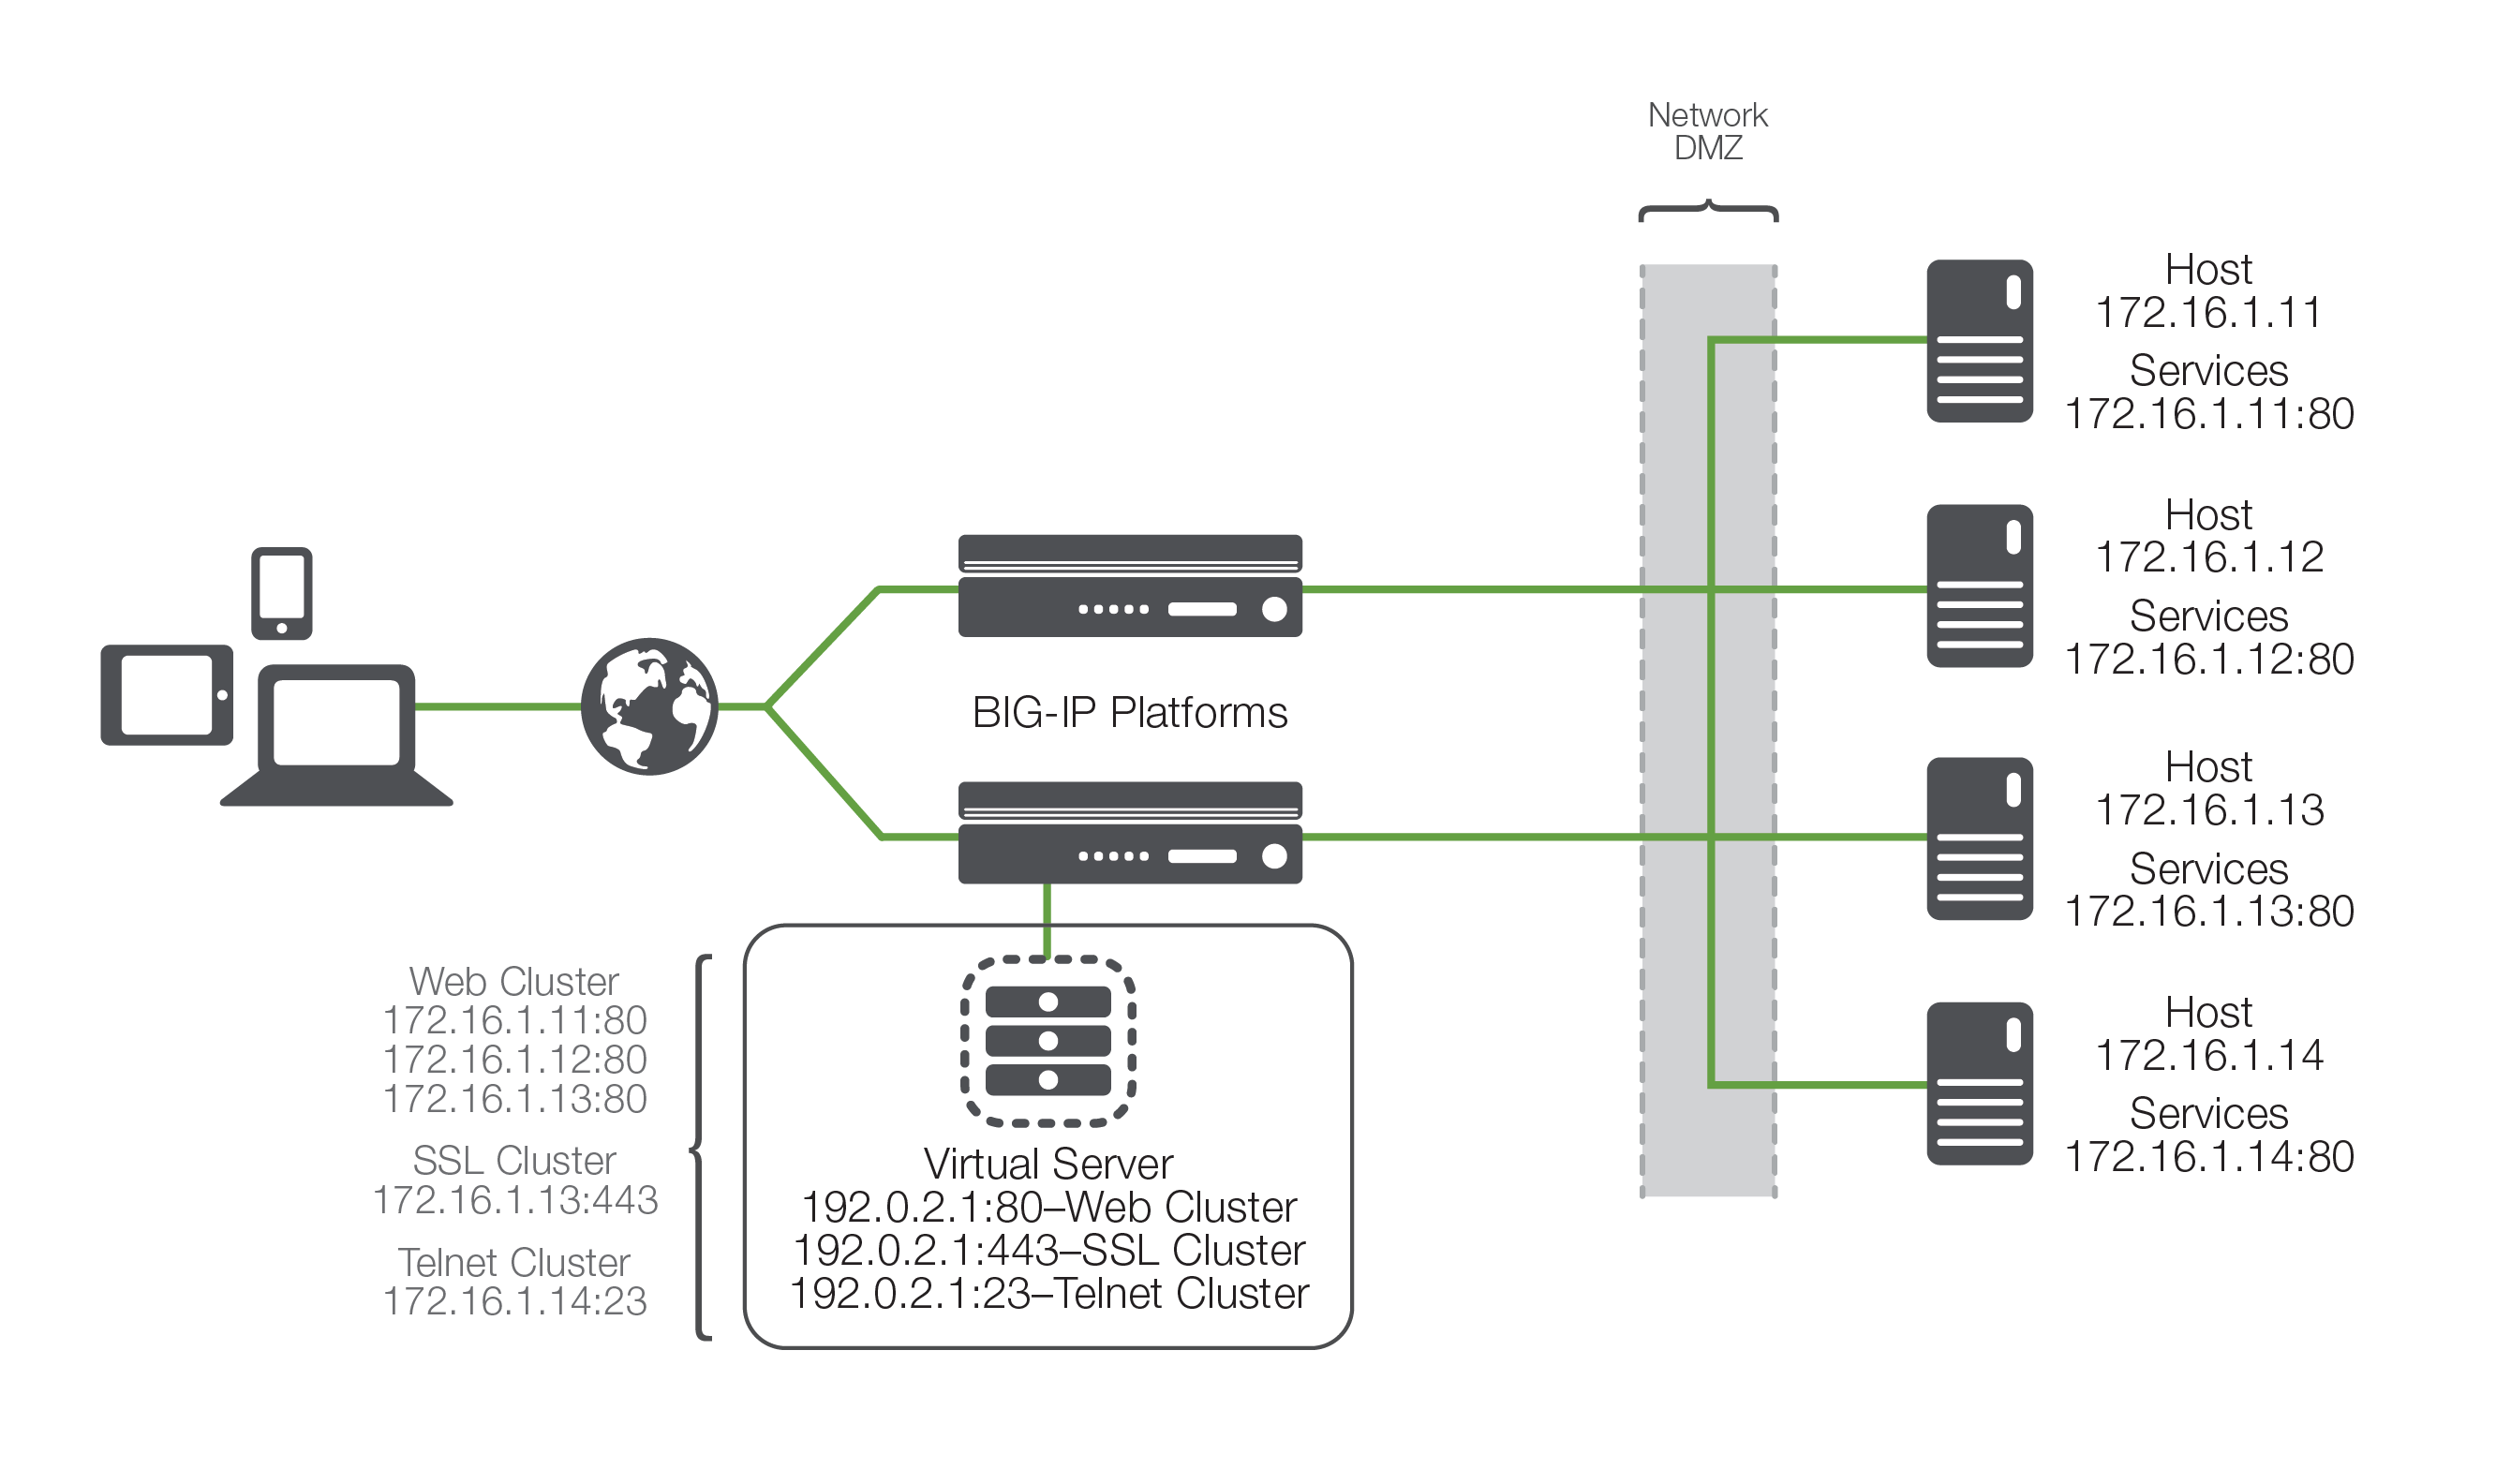 Network
DMZ
Host
172.16.1.11
Services
172.16.1.11:80
Host
172.16.1.12
Services
172.16.1.12:80
BIG-IP Platforms
Host
172.16.1.13
Services
172.16.1.13:80
Web Cluster
172.16.1.11:80
172.16.1.12:80
172.16.1.13:80
SSL Cluster
172.16.1.13:443
Telnet Cluster
172.16.1.14:23
Virtual Server
192.0.2.1:80–Web Cluster
192.0.2.1:443–SSL Cluster
192.0.2.1:23–Telnet Cluster
Host
172.16.1.14
Services
172.16.1.14:80